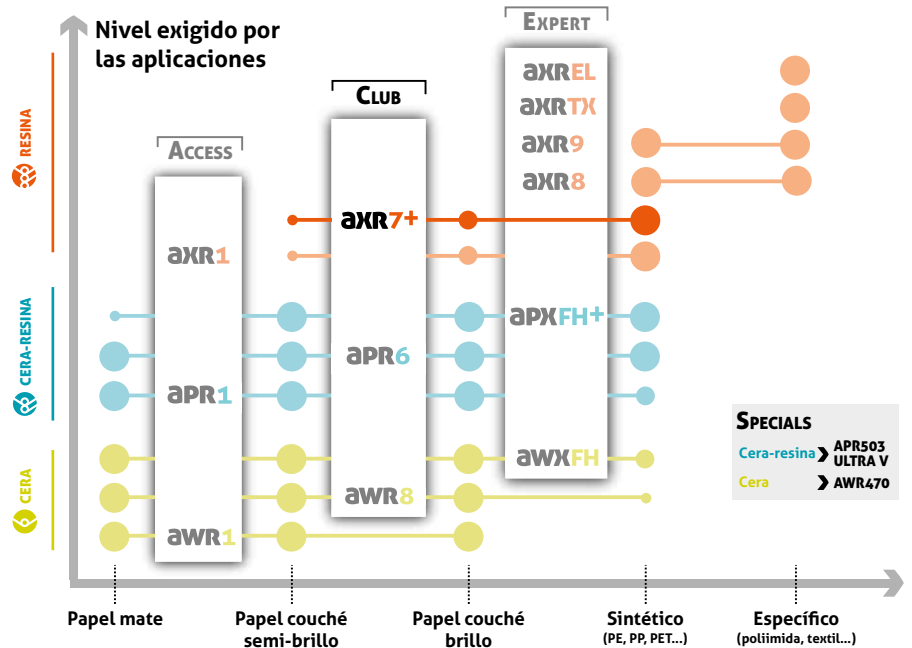 Nivel exigido por
las aplicaciones
EXPERT
CLUB
ACCESS
RESINA
CERA-RESINA
CERA
aXREL
aXRTX
aXR9
aXR8
aXR7+
aXR1
aPXFH+
aPR6
aPR1
aWXFH
aWR8
aWR1
SPECIALS
Cera-resina
APR503
ULTRA V
Cera
AWR470
Papel mate
Papel couché
semi-brillo
Papel couché
brillo
Sintético
(PE, PP, PET...)
Específico
(poliimida, textil...)